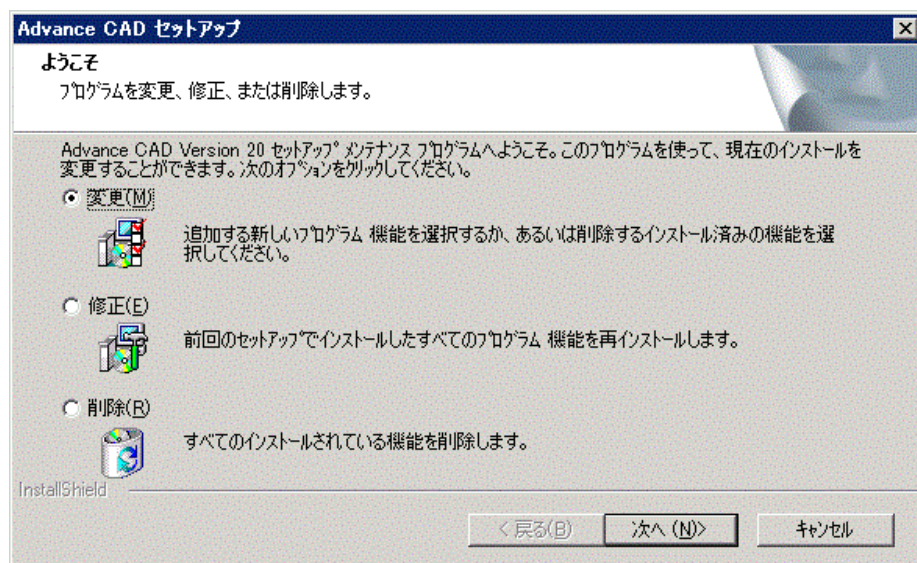 Advance CAD セットアップ
ようこそ
プログラムを変更、修正、または削除します。
Advance CAD Version 20 セットアップ メンテナンス プログラムへようこそ。このプログラムを使って、現在のインストールを
変更することができます。次のオプションをクリックしてください。
変更(M)
追加する新しいプログラム 機能を選択するか、あるいは削除するインストール済みの機能を選
択してください。
修正(E)
前回のセットアップでインストールしたすべてのプログラム 機能を再インストールします。
削除(R)
すべてのインストールされている機能を削除します。
InstallShield
< 戻る(B)
次へ (N)>
キャンセル